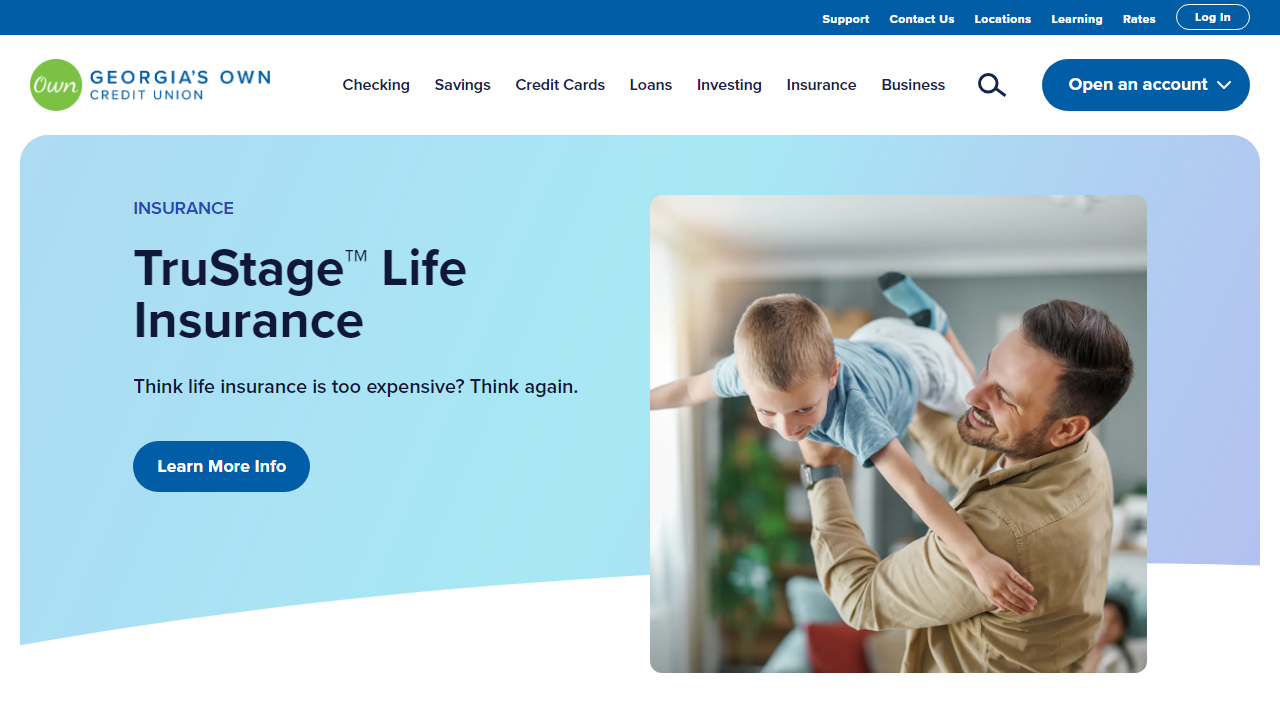 Support Contact Us Locations Learning Rates Log In
Own GEORGIA'S OWN
CREDIT UNION
Checking Savings Credit Cards Loans Investing Insurance Business Open an account
INSURANCE
TruStage™ Life
Insurance
Think life insurance is too expensive? Think again.
Learn More Info